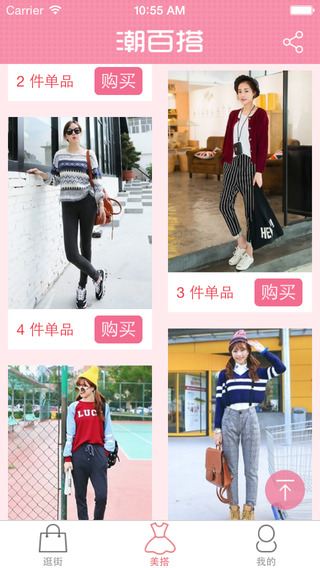 Carrier 10:55 AM
潮百搭
2 件单品 购买
HEY
3 件单品 购买
4 件单品 购买
LUC
逛街 美搭 我的